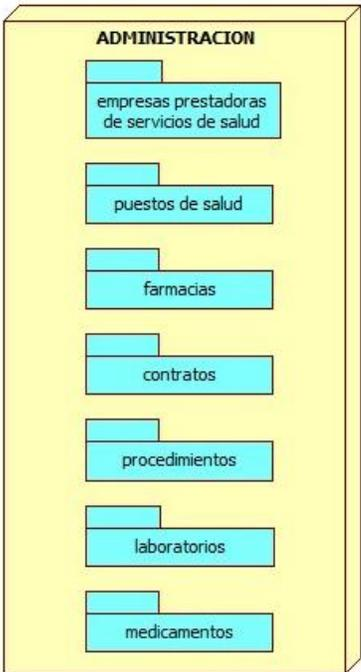 ADMINISTRACION
empresas prestadoras
de servicios de salud
puestos de salud
farmacias
contratos
procedimientos
laboratorios
medicamentos